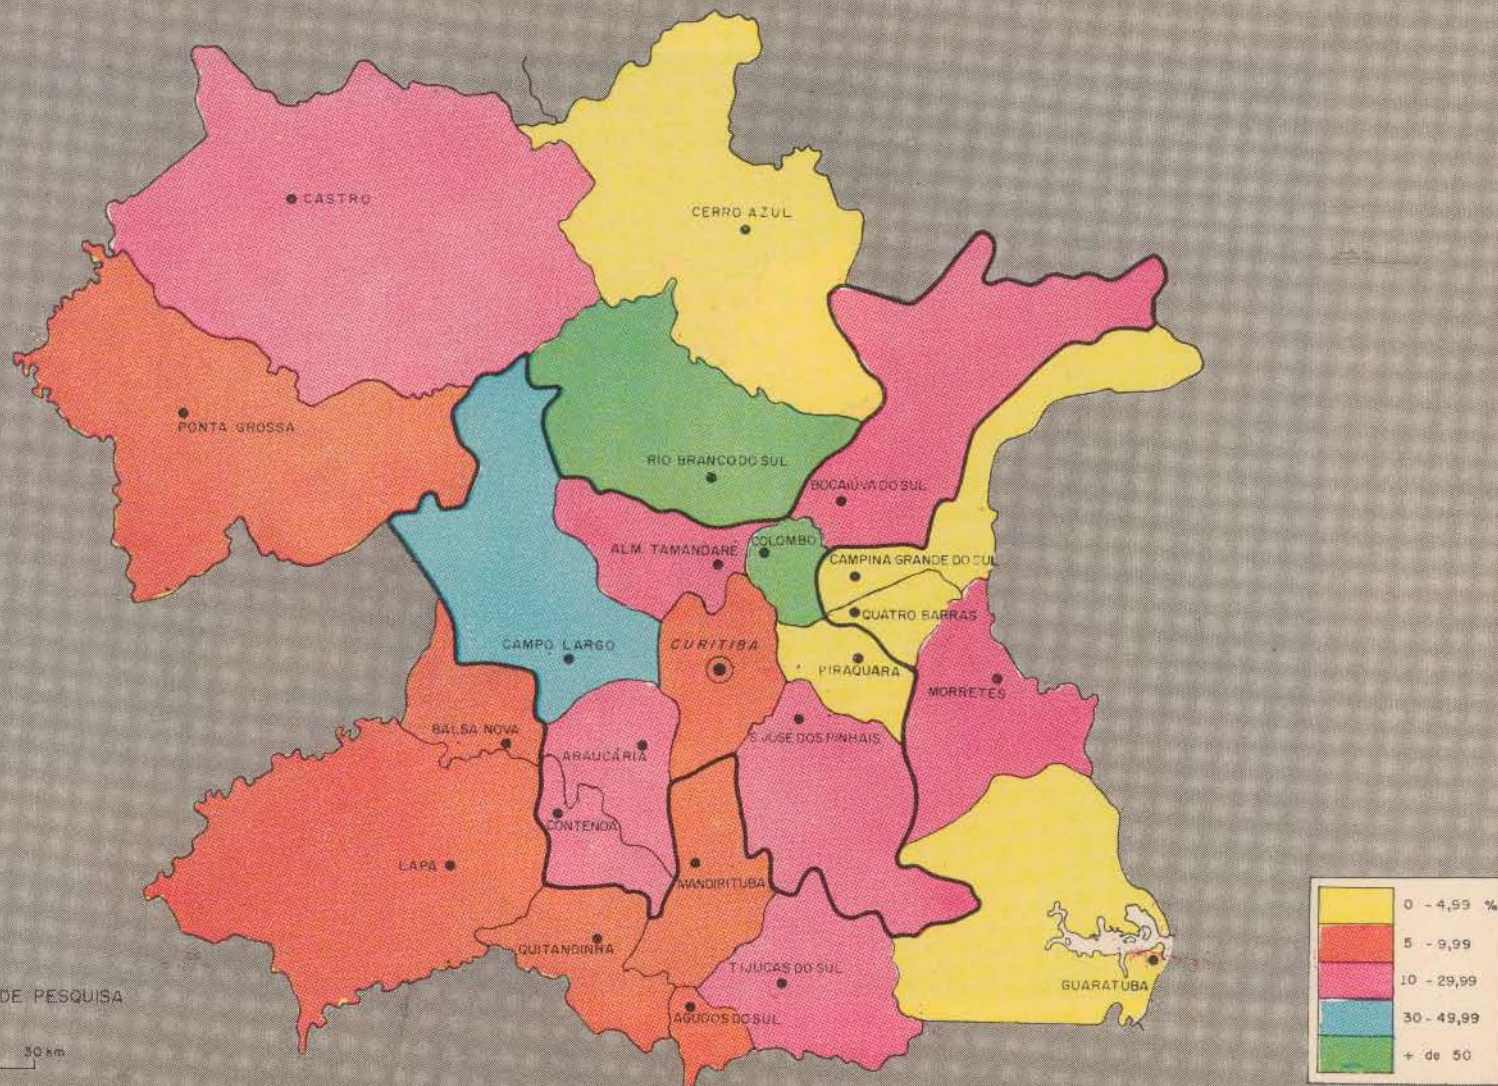 CASTRO
CERRO AZUL
PONTA GROSSA
RIO BRANCO DO SUL
BOCAIÚVA DO SUL
COLOMBO
ALM. TAMANDARÉ
CAMPINA GRANDE DO SUL
QUATRO BARRAS
CAMPO LARGO
CURITIBA
PIRAQUARA
MORRETES
BALSA NOVA
S. JOSE DOS PINHAIS
ARAUCÁRIA
CONTENDA
LAPA
MANDIRITUBA
QUITANDINHA
TIJUCAS DO SUL
GUARATUBA
AGUDOS DO SUL
DE PESQUISA
30 km
0 - 4,99 %
5 - 9,99
10 - 29,99
30 - 49,99
+ de 50